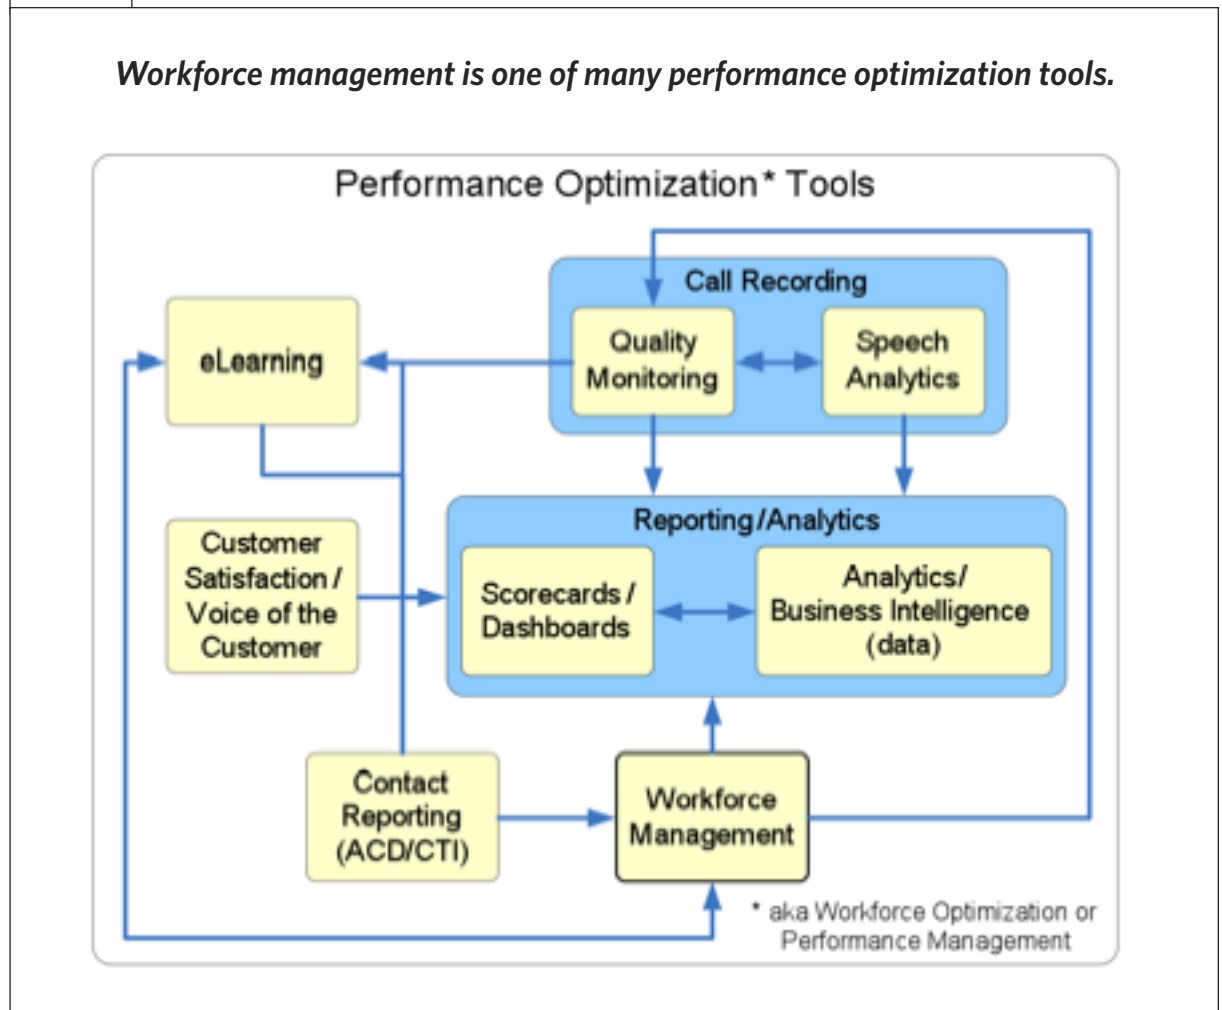 Workforce management is one of many performance optimization tools.
Performance Optimization* Tools
Call Recording
eLearning
Quality
Monitoring
Speech
Analytics
Reporting/Analytics
Customer
Satisfaction/
Voice of the
Customer
Scorecards/
Dashboards
Analytics/
Business Intelligence
(data)
Contact
Reporting
(ACD/CTI)
Workforce
Management
* aka Workforce Optimization or
Performance Management